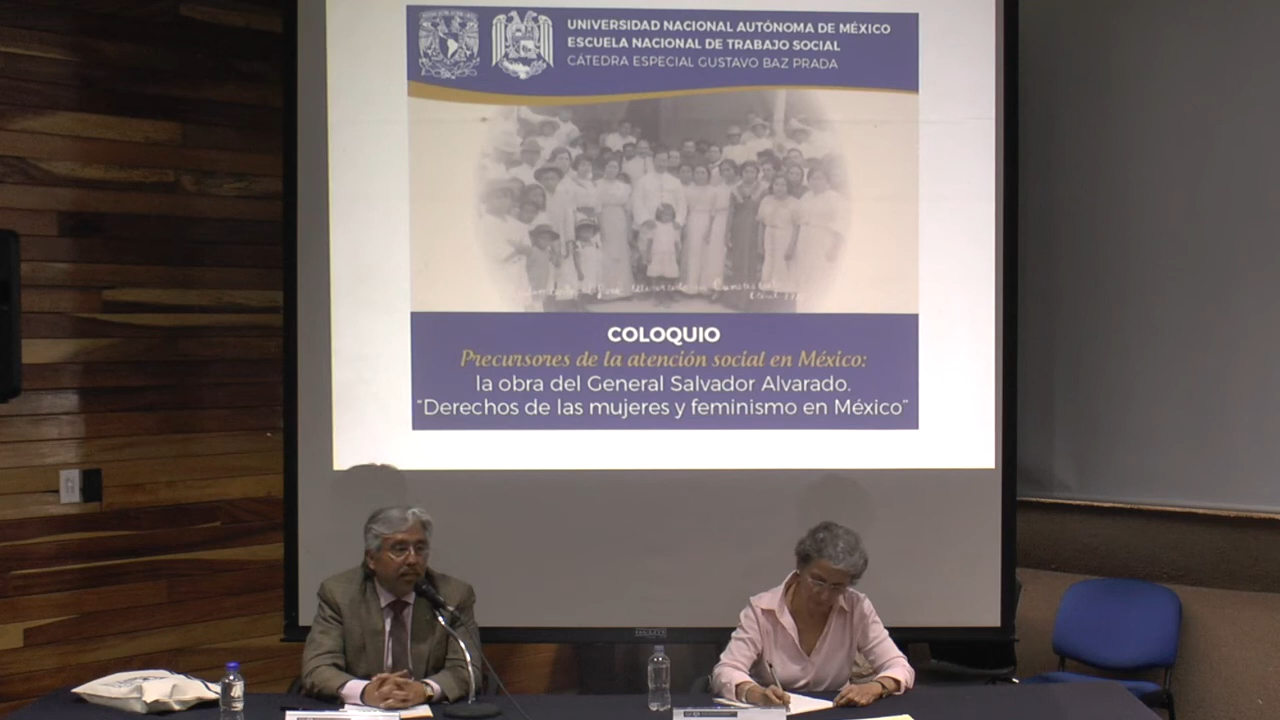 UNIVERSIDAD NACIONAL AUTÓNOMA DE MÉXICO
ESCUELA NACIONAL DE TRABAJO SOCIAL
CÁTEDRA ESPECIAL GUSTAVO BAZ PRADA
COLOQUIO
Precursores de la atención social en México:
la obra del General Salvador Alvarado.
"Derechos de las mujeres y feminismo en México"